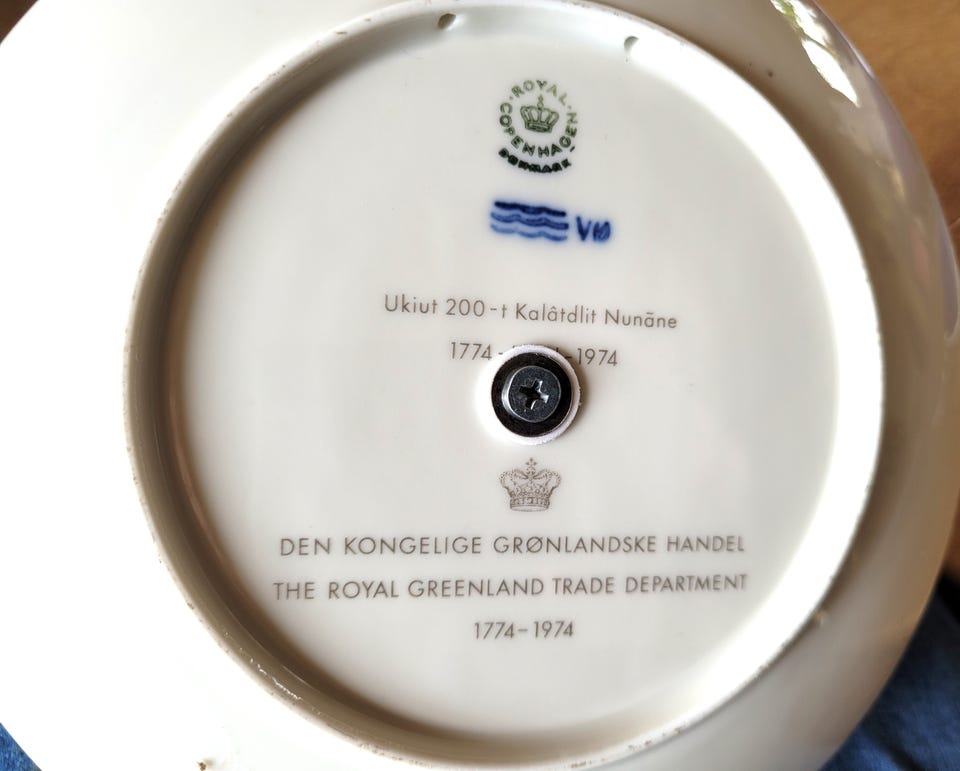 ROYAL COPENHAGEN
DENMARK
VØ
Ukiut 200-t Kalâtdlit Nunãne
1774- -1974
DEN KONGELIGE GRØNLANDSKE HANDEL
THE ROYAL GREENLAND TRADE DEPARTMENT
1774-1974